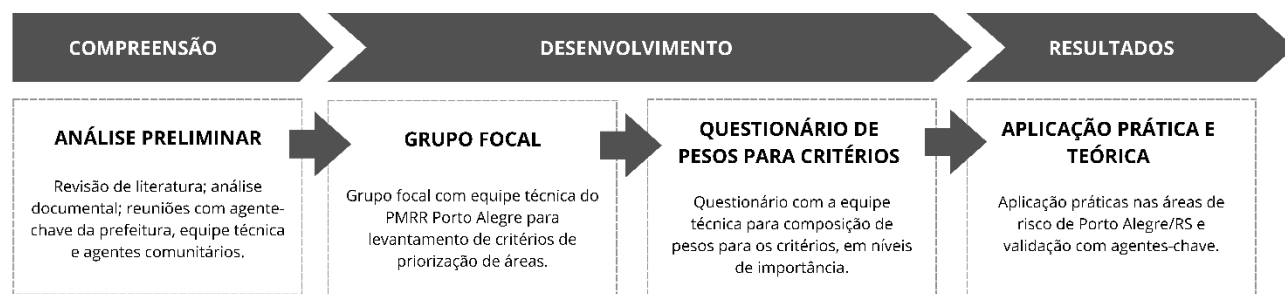 COMPREENSÃO
DESENVOLVIMENTO
RESULTADOS
ANÁLISE PRELIMINAR
Revisão de literatura; análise
documental; reuniões com agente-
chave da prefeitura, equipe técnica
e agentes comunitários.
GRUPO FOCAL
Grupo focal com equipe técnica do
PMRR Porto Alegre para
levantamento de critérios de
priorização de áreas.
QUESTIONÁRIO DE
PESOS PARA CRITÉRIOS
Questionário com a equipe
técnica para composição de
pesos para os critérios, em níveis
de importância.
APLICAÇÃO PRÁTICA E
TEÓRICA
Aplicação práticas nas áreas de
risco de Porto Alegre/RS e
validação com agentes-chave.